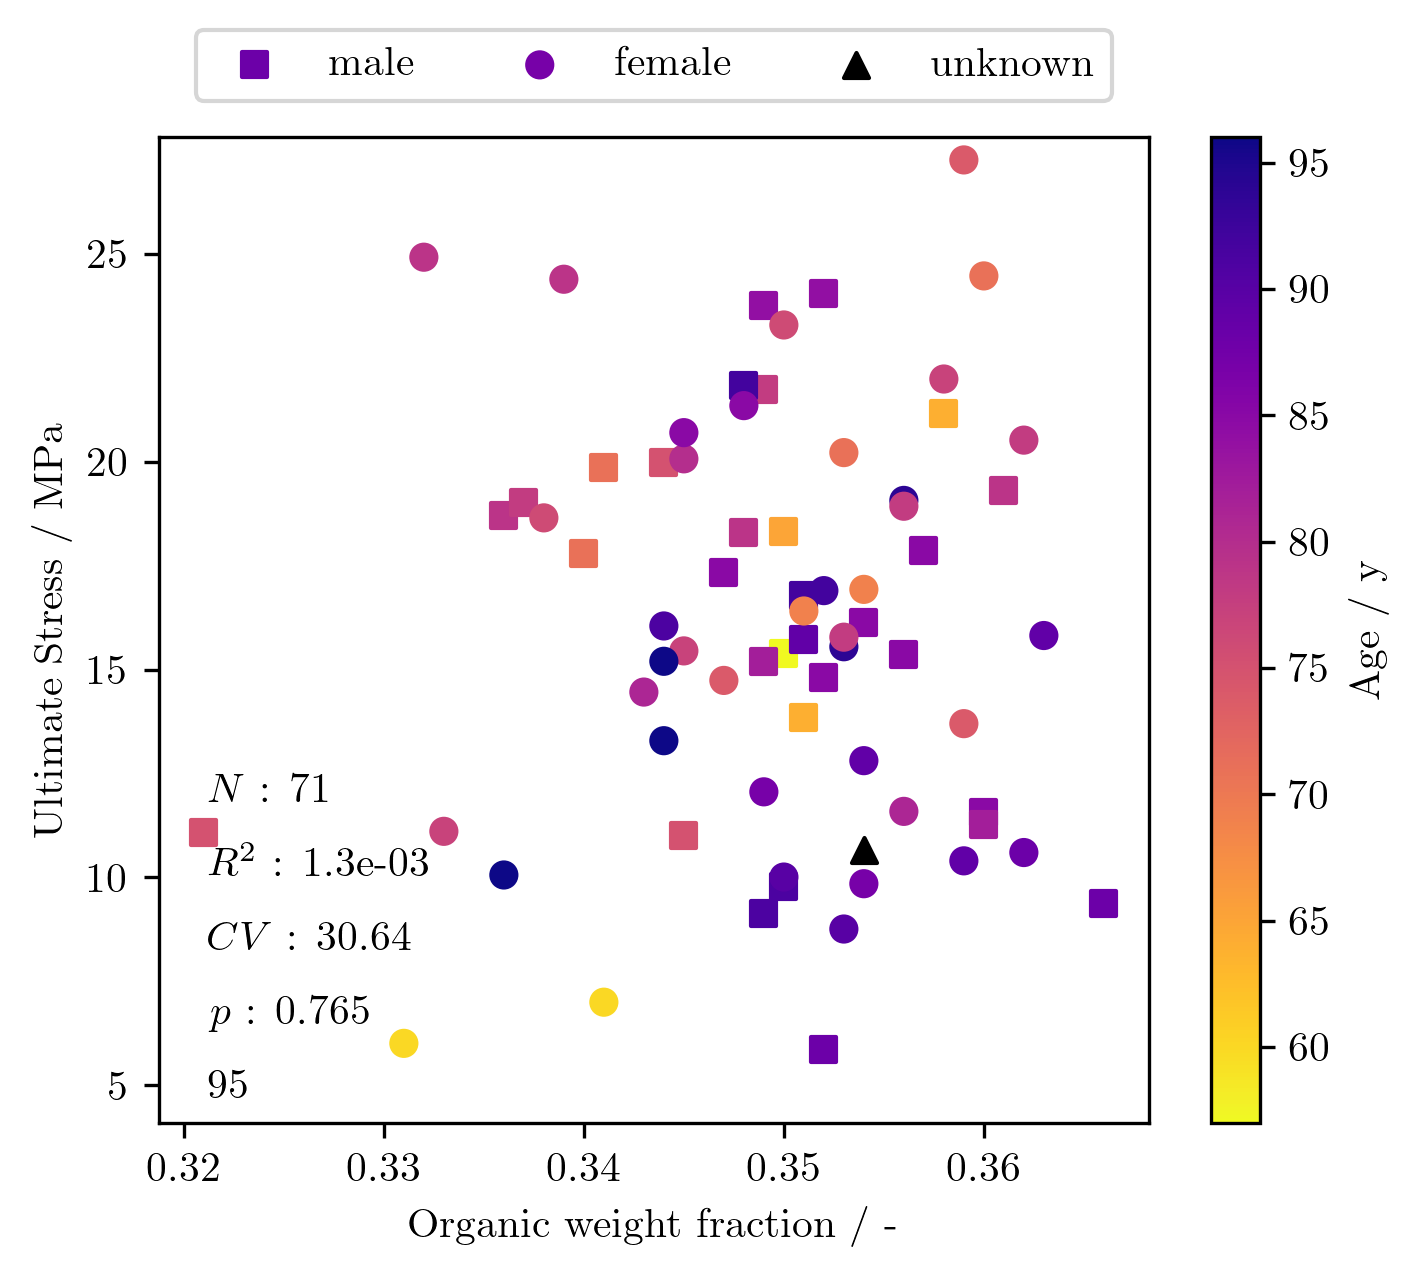 male female unknown
25
20
15
10
5
Ultimate Stress / MPa
N : 71
R² : 1.3e-03
CV : 30.64
p : 0.765
95
0.32 0.33 0.34 0.35 0.36
Organic weight fraction / -
95
90
85
80
75
70
65
60
Age / y